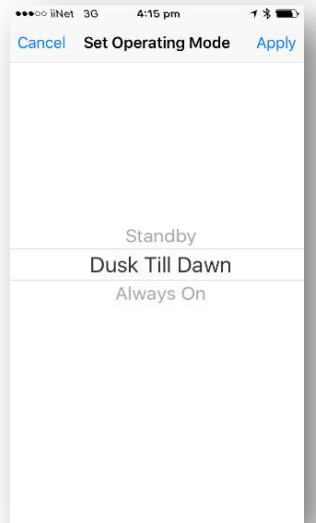 iiNet 3G 4:15 pm
Cancel Set Operating Mode Apply
Standby
Dusk Till Dawn
Always On